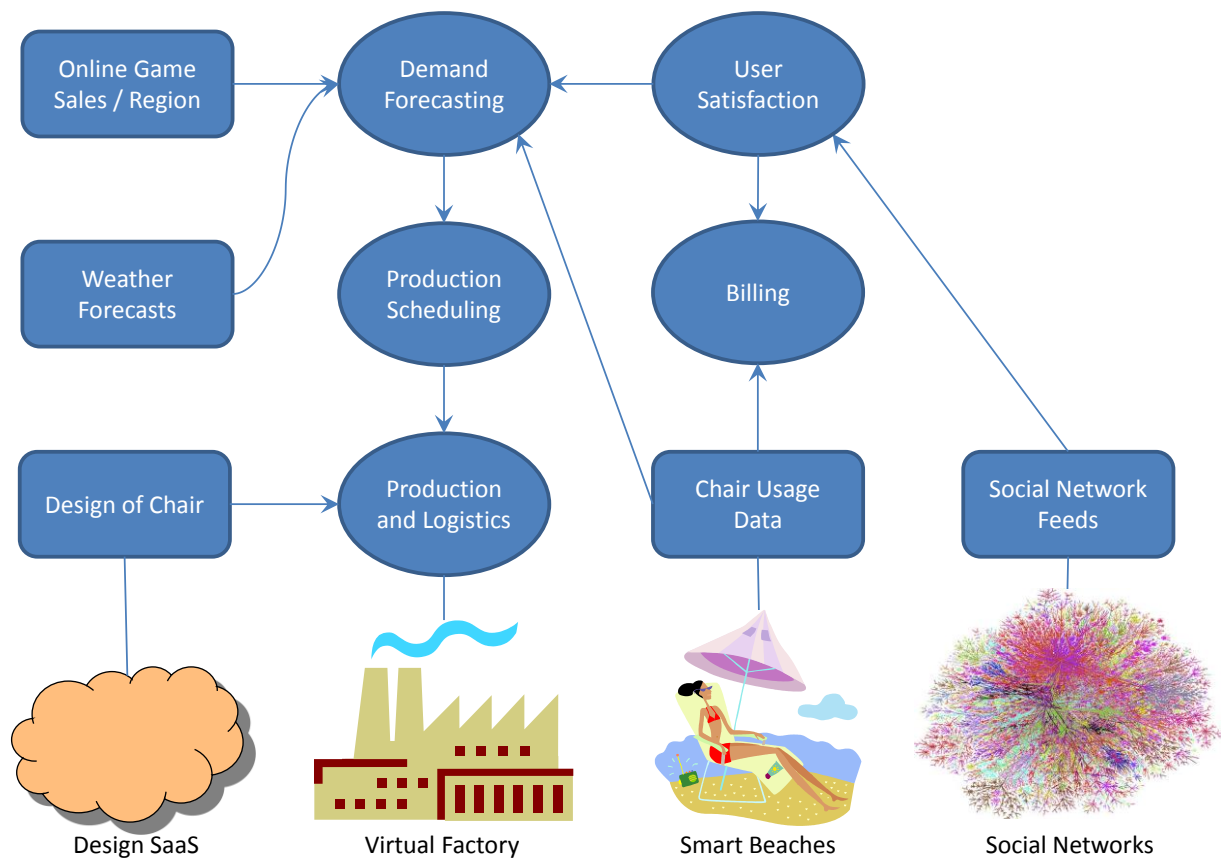 Online Game
Sales / Region
Demand
Forecasting
User
Satisfaction
Weather
Forecasts
Production
Scheduling
Billing
Design of Chair
Production
and Logistics
Chair Usage
Data
Social Network
Feeds
Design SaaS
Virtual Factory
Smart Beaches
Social Networks